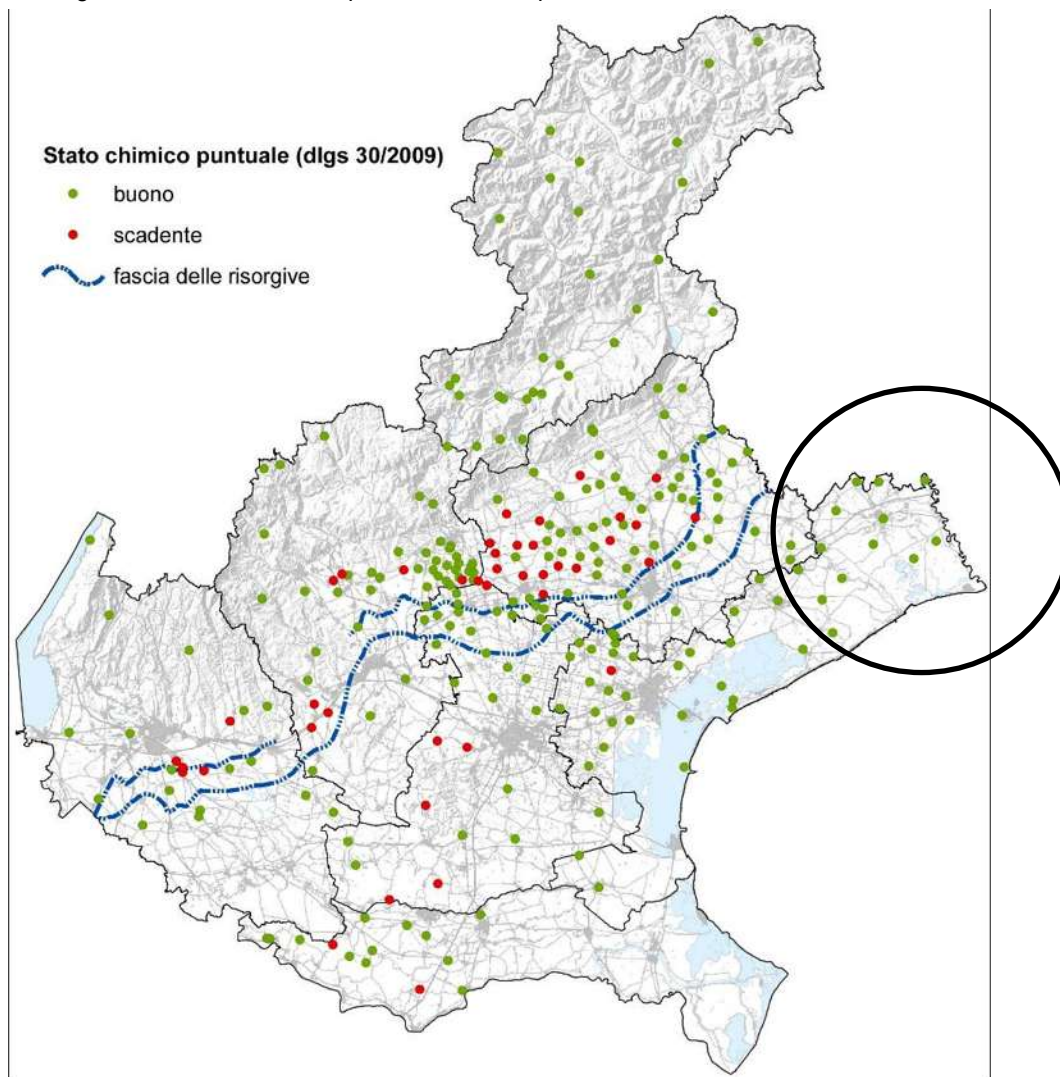 Stato chimico puntuale (dlgs 30/2009)
buono
scadente
fascia delle risorgive